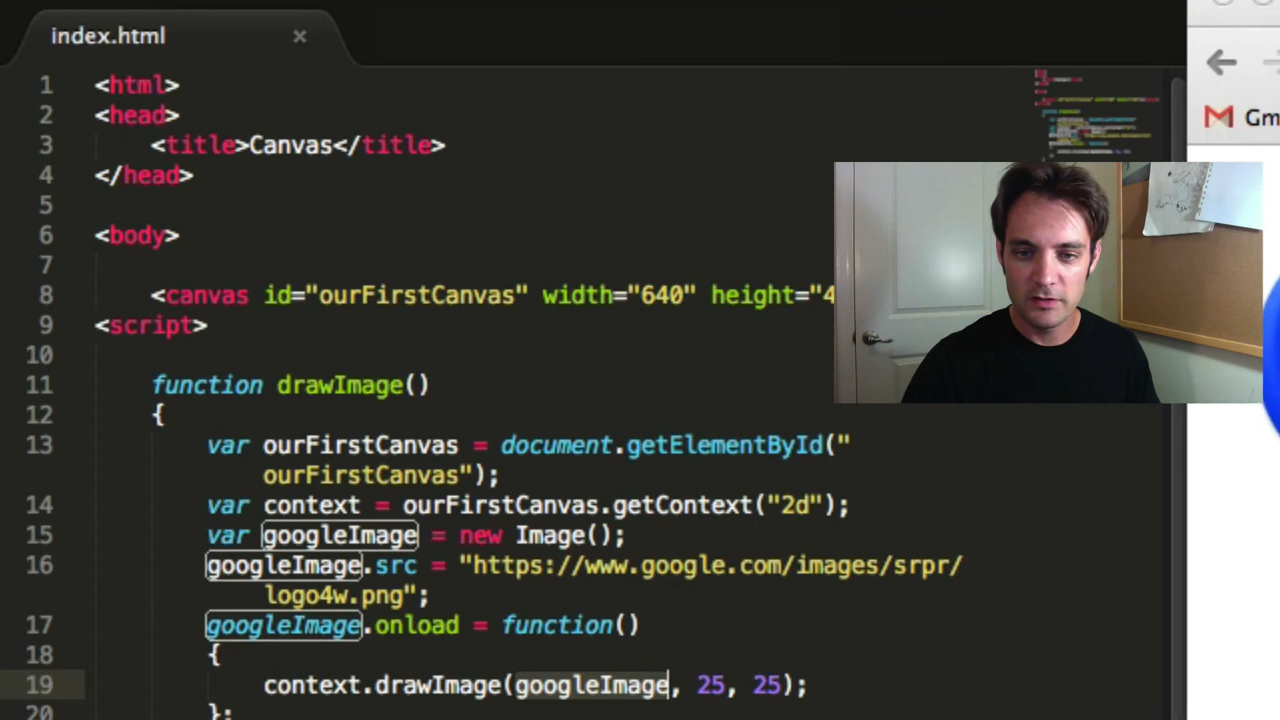 index.html ×
1 <html>
2 <head>
3 <title>Canvas</title>
4 </head>
5
6 <body>
7
8 <canvas id="ourFirstCanvas" width="640" height="4
9 <script>
10
11 function drawImage()
12 {
13 var ourFirstCanvas = document.getElementById("
ourFirstCanvas");
14 var context = ourFirstCanvas.getContext("2d");
15 var googleImage = new Image();
16 googleImage.src = "https://www.google.com/images/srpr/
logo4w.png";
17 googleImage.onload = function()
18 {
19 context.drawImage(googleImage, 25, 25);
20 };
Gm